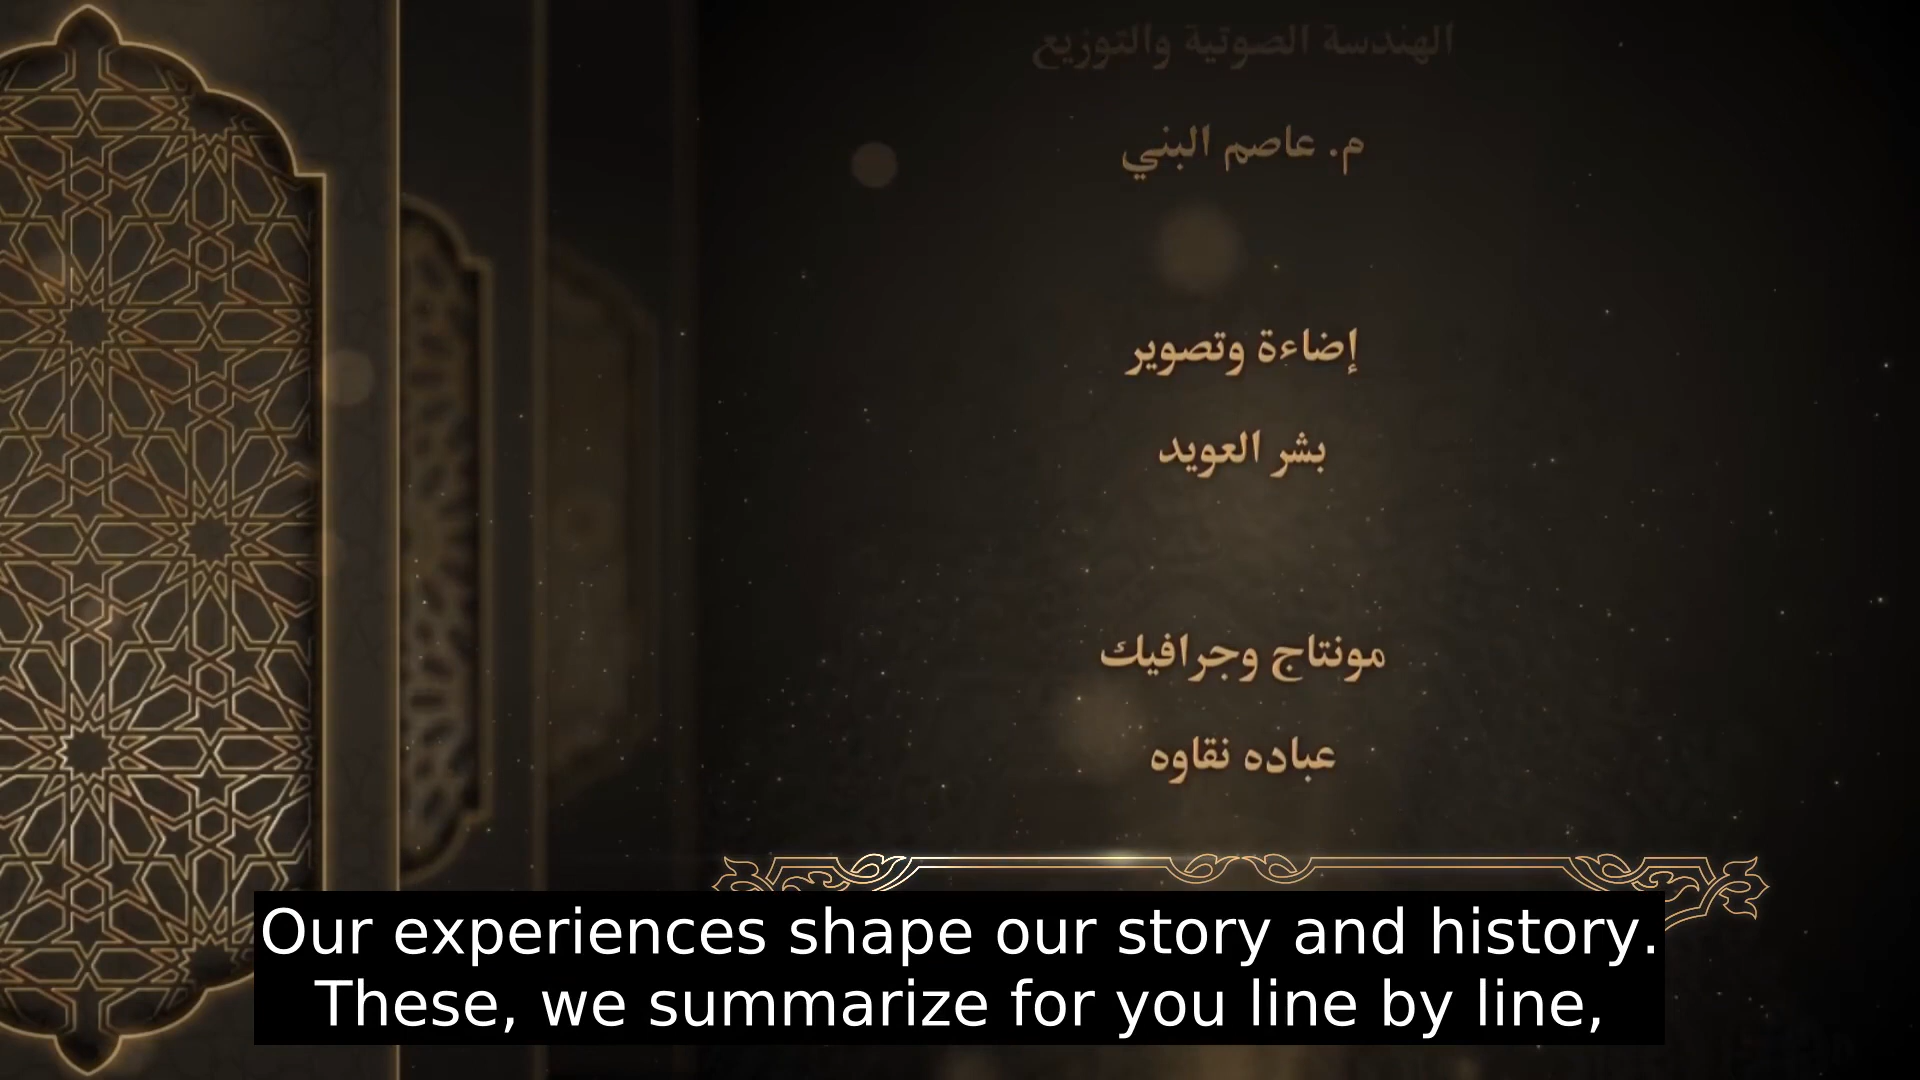 الهندسة الصوتية والتوزيع
م. عاصم البني
إضاءة وتصوير
بشر العويد
مونتاج وجرافيك
عباده نقاوه
Our experiences shape our story and history.
These, we summarize for you line by line,